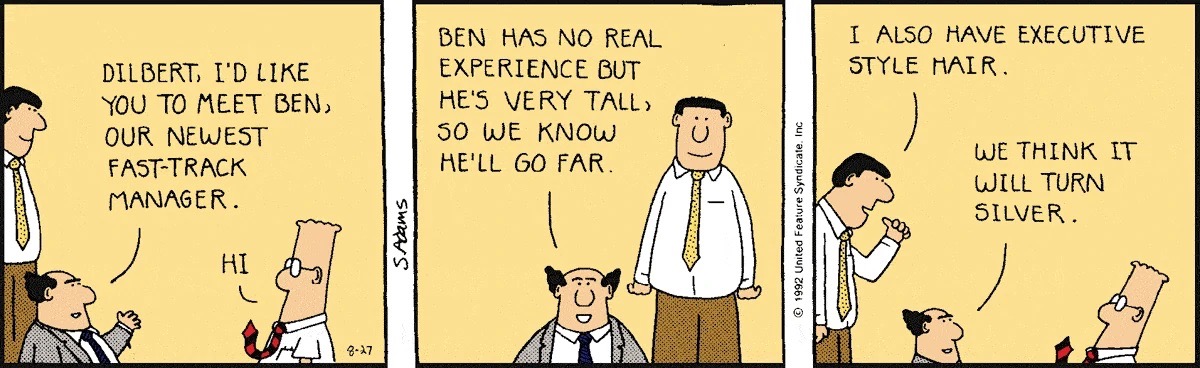 DILBERT, I'D LIKE
YOU TO MEET BEN,
OUR NEWEST
FAST-TRACK
MANAGER.
HI
8-27
S. Adams
BEN HAS NO REAL
EXPERIENCE BUT
HE'S VERY TALL,
SO WE KNOW
HE'LL GO FAR.
© 1992 United Feature Syndicate, Inc
I ALSO HAVE EXECUTIVE
STYLE HAIR.
WE THINK IT
WILL TURN
SILVER.